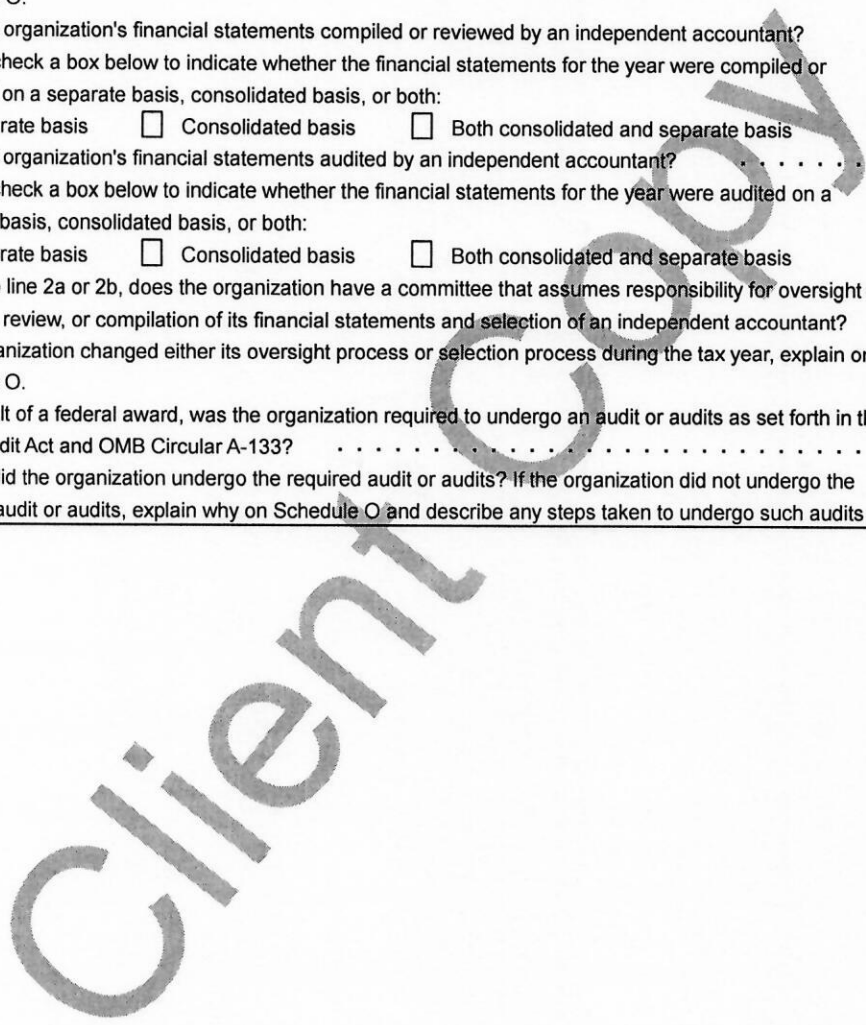 O.
organization's financial statements compiled or reviewed by an independent accountant?
heck a box below to indicate whether the financial statements for the year were compiled or
on a separate basis, consolidated basis, or both:
rate basis Consolidated basis Both consolidated and separate basis
organization's financial statements audited by an independent accountant? . . . . . . .
heck a box below to indicate whether the financial statements for the year were audited on a
basis, consolidated basis, or both:
rate basis Consolidated basis Both consolidated and separate basis
line 2a or 2b, does the organization have a committee that assumes responsibility for oversight
review, or compilation of its financial statements and selection of an independent accountant?
anization changed either its oversight process or selection process during the tax year, explain on
O.
lt of a federal award, was the organization required to undergo an audit or audits as set forth in th
dit Act and OMB Circular A-133? . . . . . . . . . . . . . . . . . . . . . . . . . . . .
id the organization undergo the required audit or audits? If the organization did not undergo the
audit or audits, explain why on Schedule O and describe any steps taken to undergo such audits
Client Copy